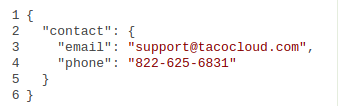 1 {
2   "contact": {
3     "email": "support@tacocloud.com",
4     "phone": "822-625-6831"
5   }
6 }